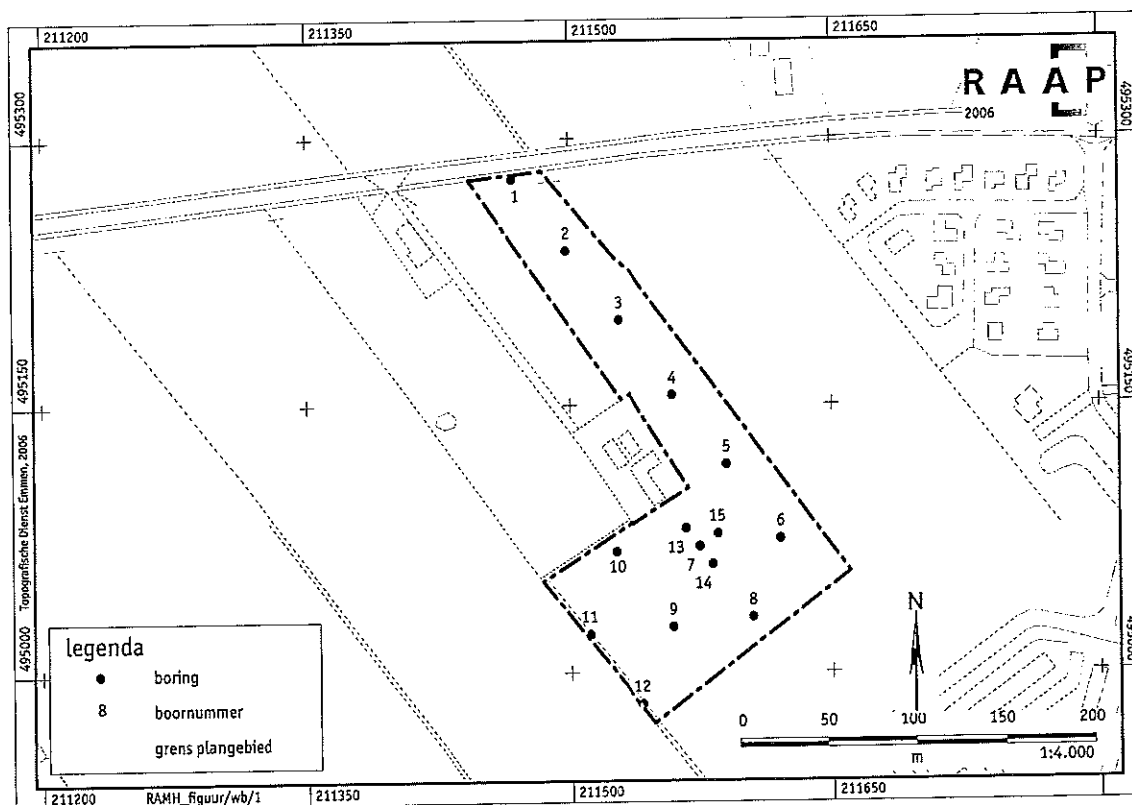 211200 211350 211500 211650
R A A P
2006
495300 495300
1
2
3
495150 495150
4
5
15 6
13
10 7
14
11 9 8
12
Topografische Dienst Emmen, 2006
495000 495000
legenda
boring
8 boornummer
grens plangebied
N
0 50 100 150 200
m 1:4.000
211200 RAMH_figuur/wb/1 211350 211500 211650